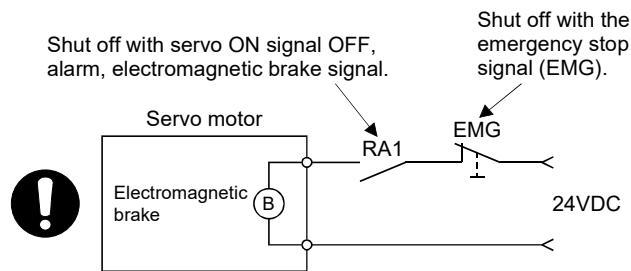 Shut off with servo ON signal OFF,
alarm, electromagnetic brake signal.
Shut off with the
emergency stop
signal (EMG).
Servo motor
RA1
EMG
Electromagnetic
brake
B
24VDC